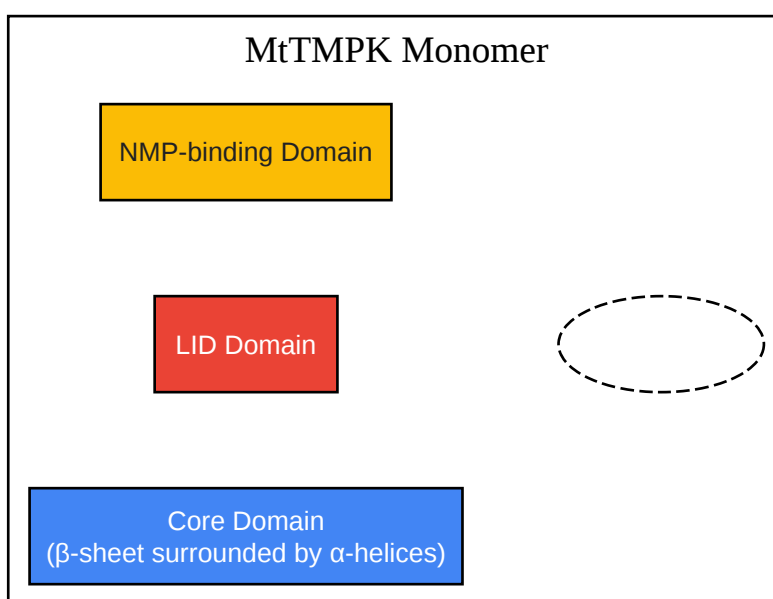 MtTMPK Monomer
NMP-binding Domain
LID Domain
Core Domain
(β-sheet surrounded by α-helices)